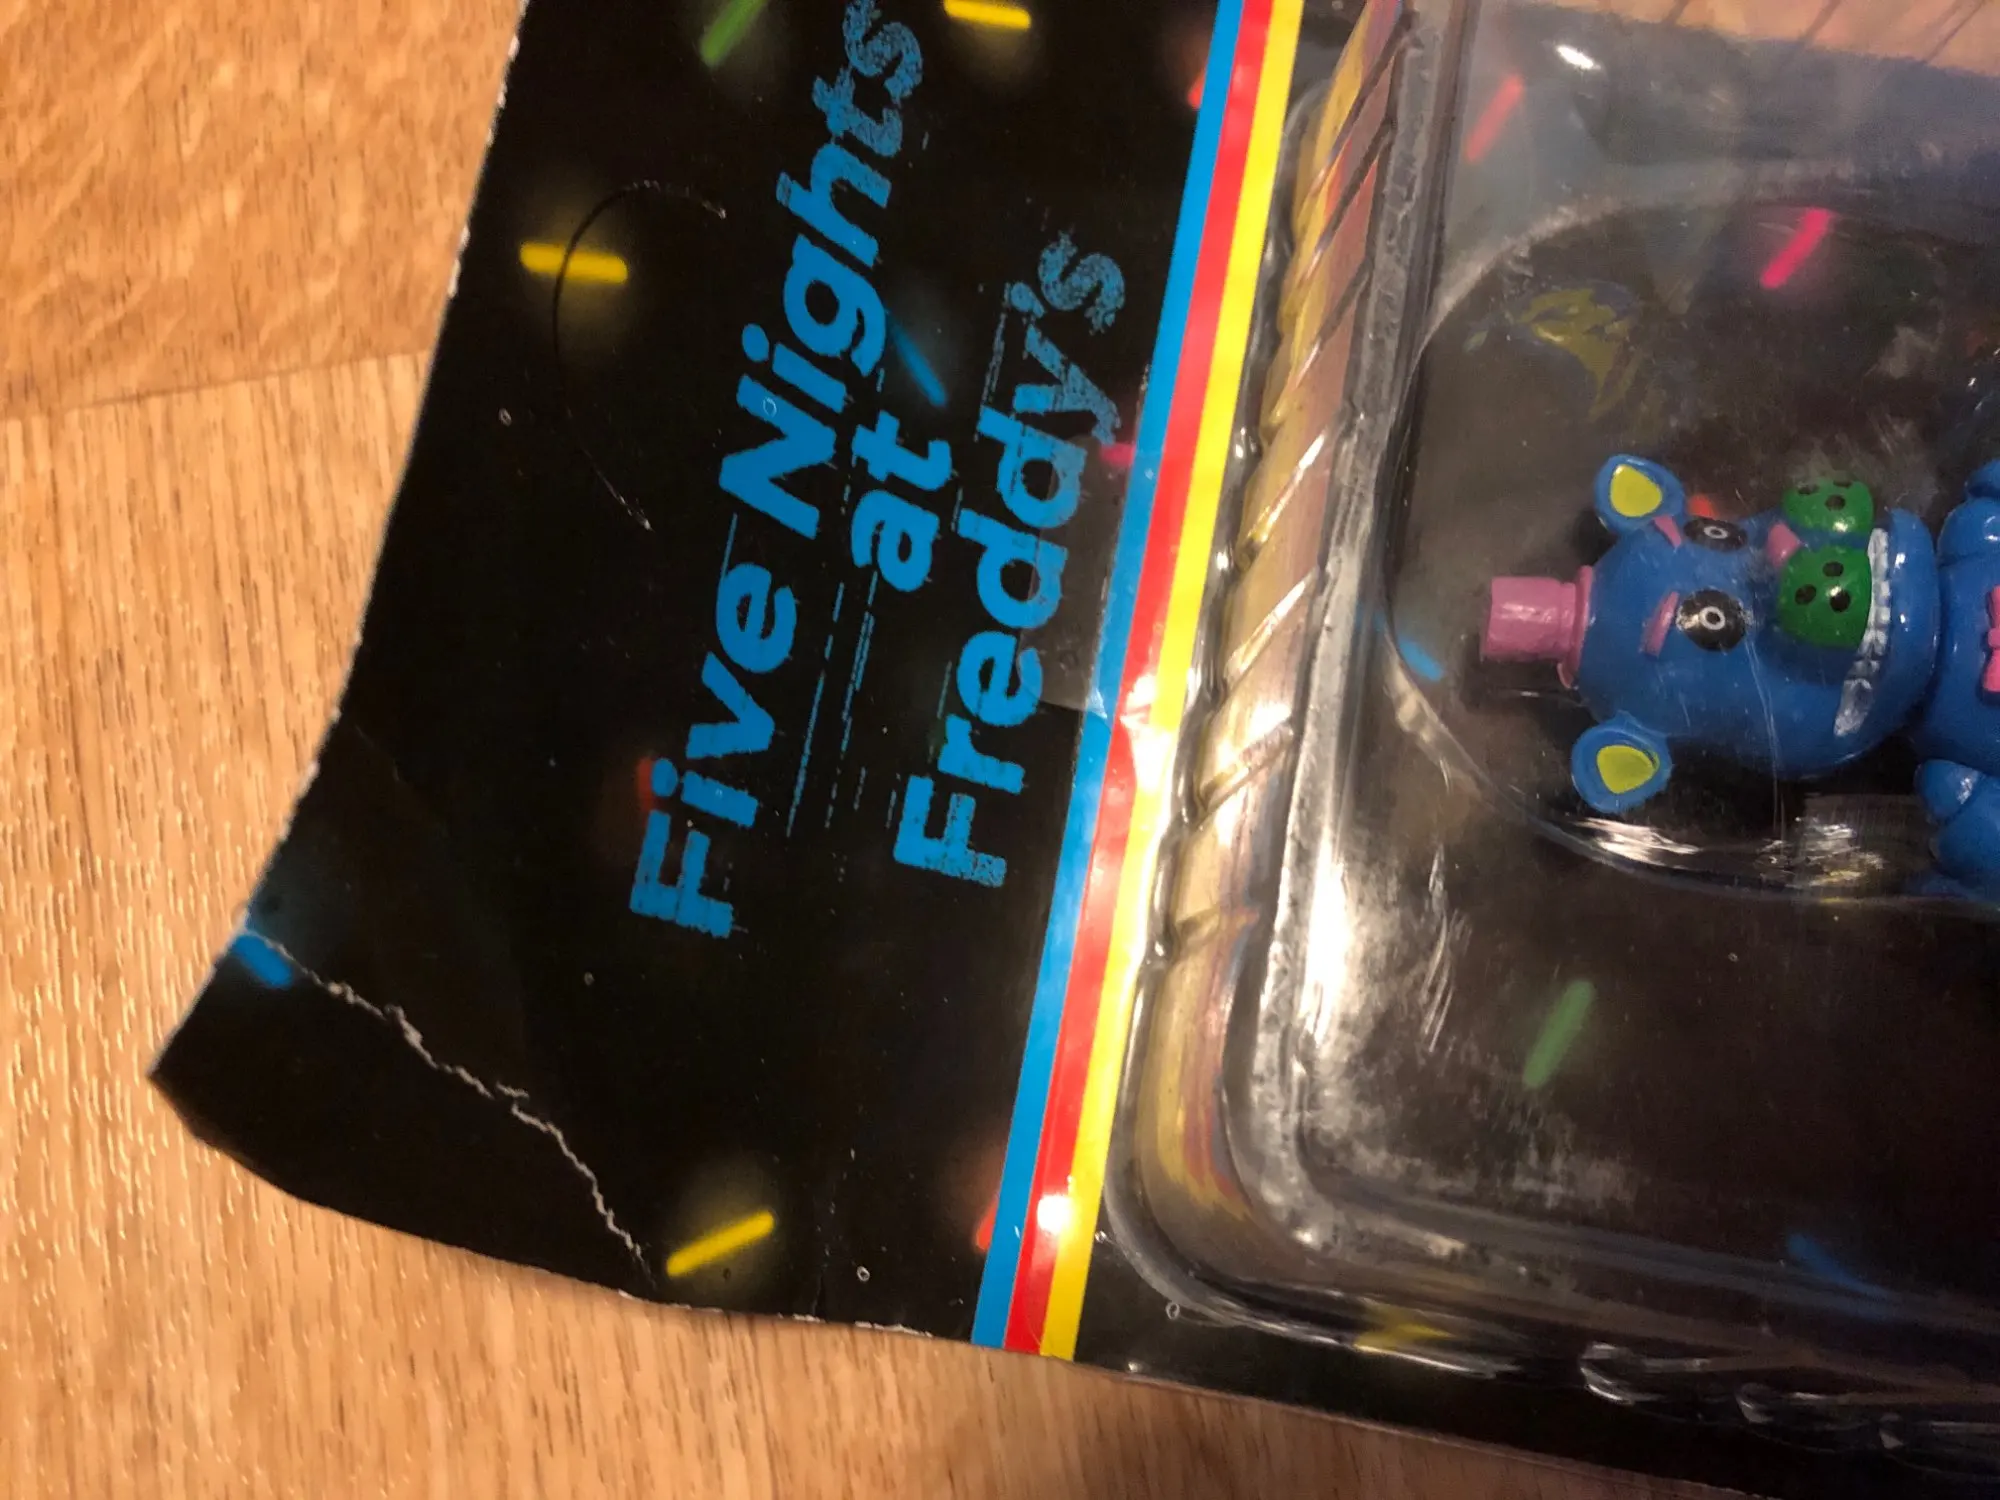 Five Nights
at
Freddy's